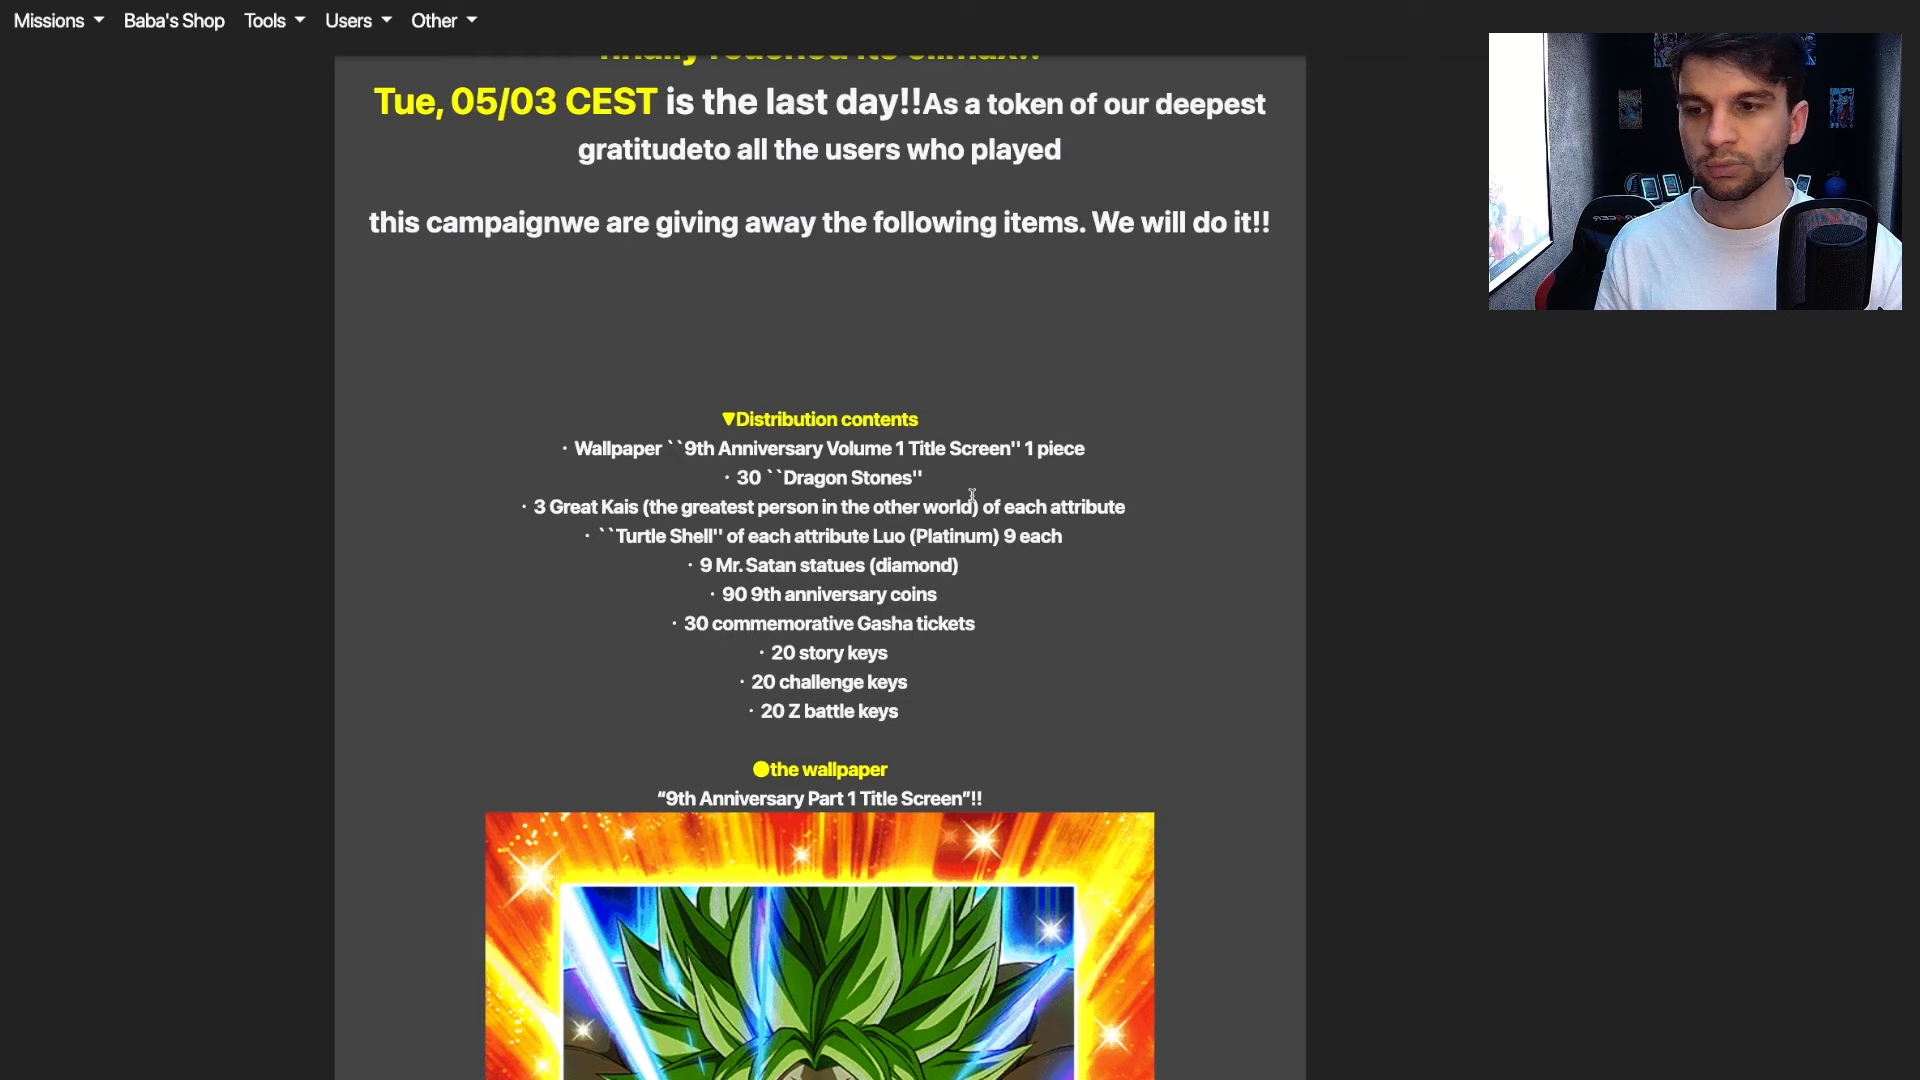 Missions Baba's Shop Tools Users Other
finally reached its climax!!
Tue, 05/03 CEST is the last day!!As a token of our deepest
gratitudeto all the users who played
this campaignwe are giving away the following items. We will do it!!
▼Distribution contents
・Wallpaper ``9th Anniversary Volume 1 Title Screen'' 1 piece
・30 ``Dragon Stones''
・3 Great Kais (the greatest person in the other world) of each attribute
・``Turtle Shell'' of each attribute Luo (Platinum) 9 each
・9 Mr. Satan statues (diamond)
・90 9th anniversary coins
・30 commemorative Gasha tickets
・20 story keys
・20 challenge keys
・20 Z battle keys
●the wallpaper
“9th Anniversary Part 1 Title Screen”!!